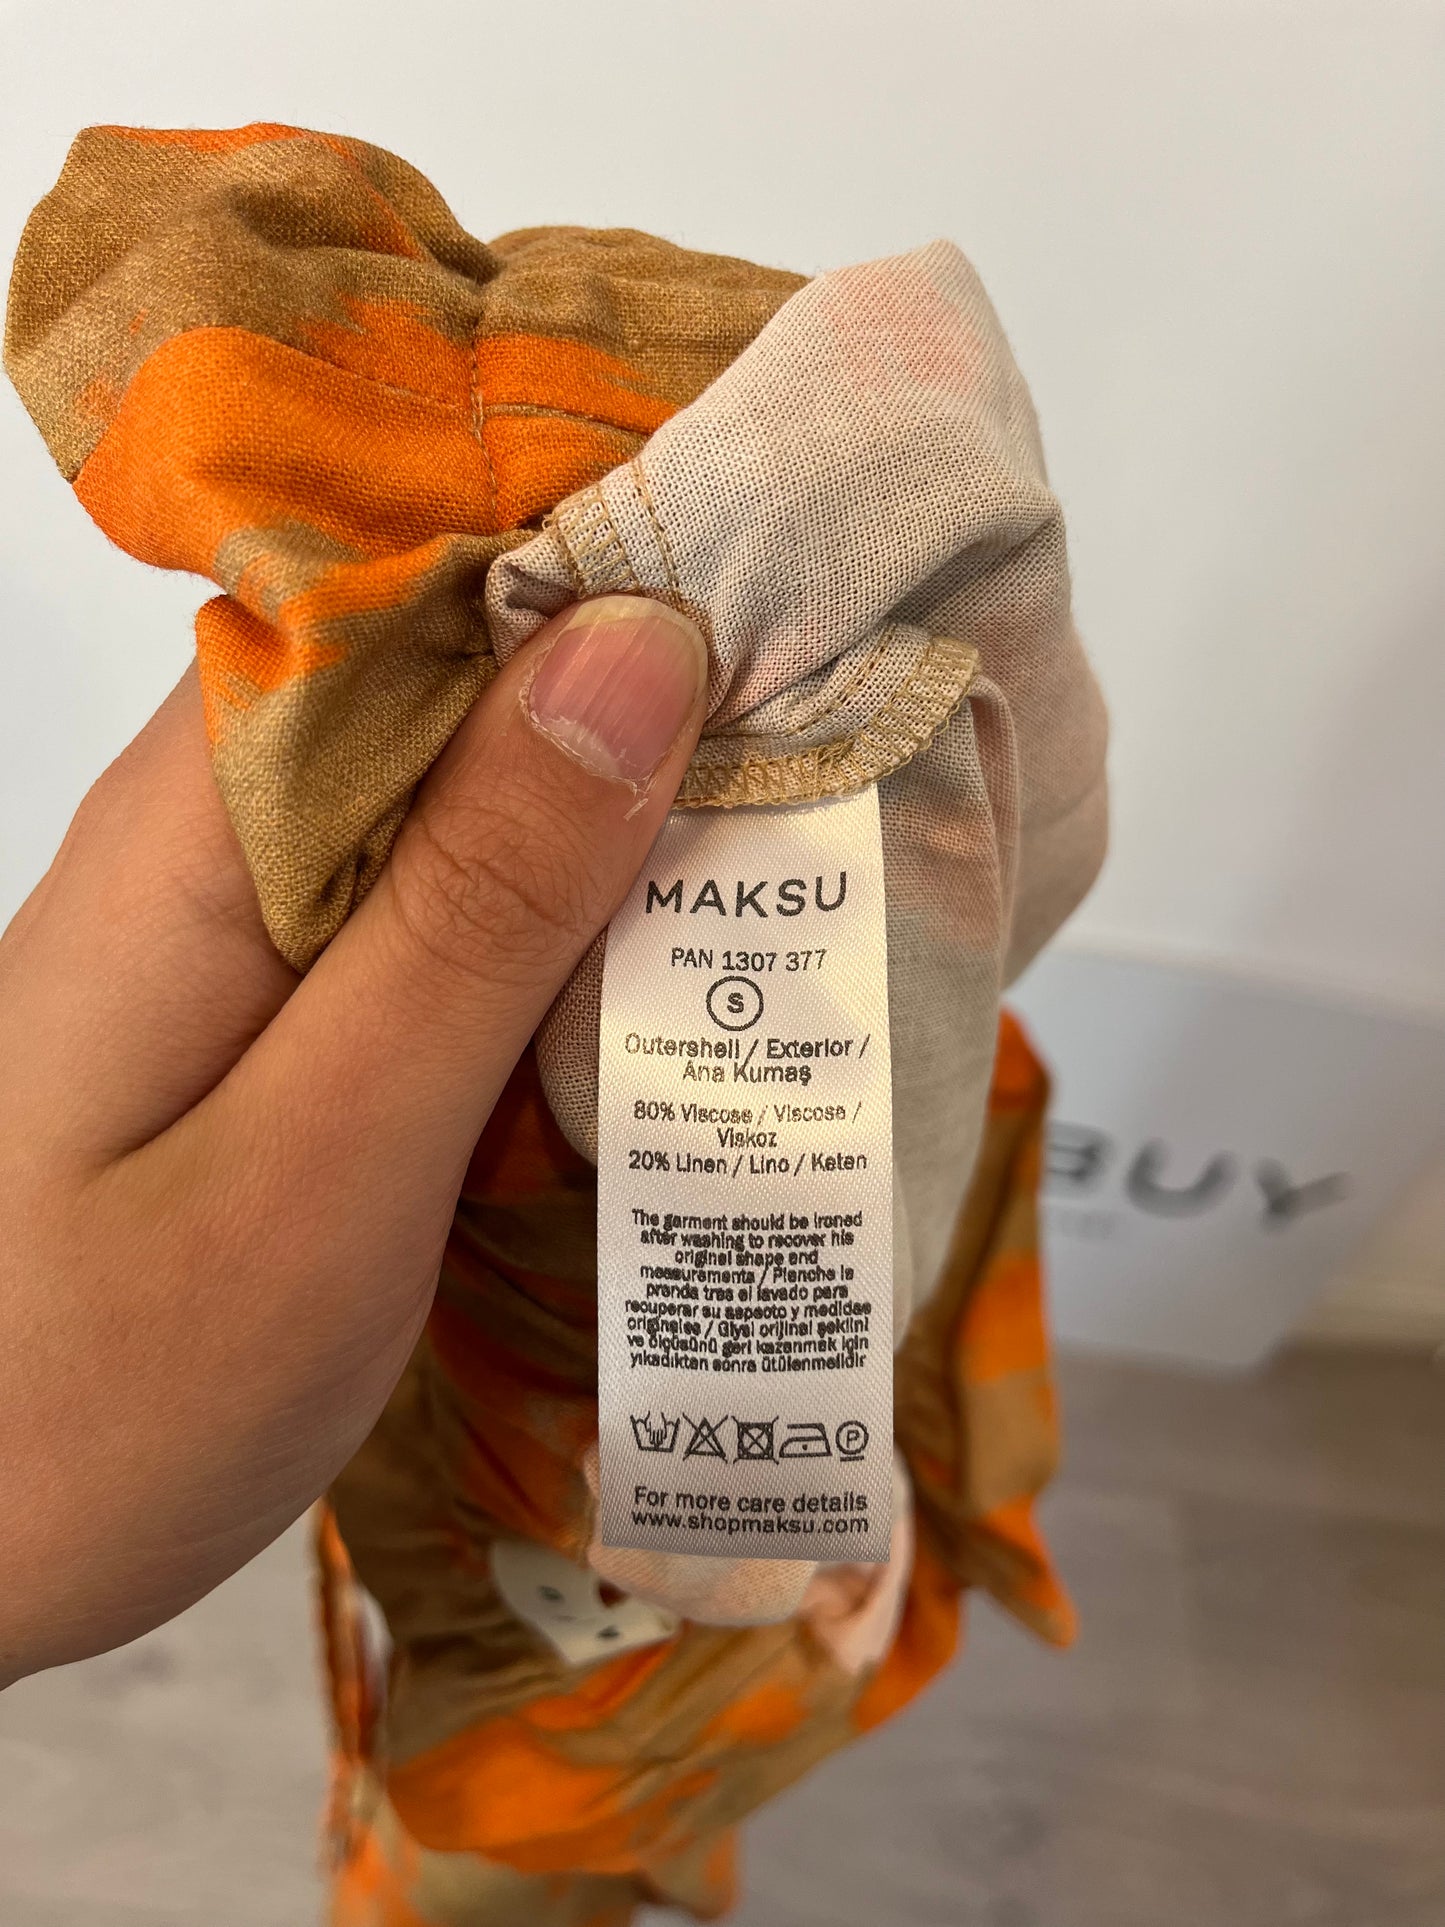 MAKSU
PAN 1307 377
S
Outershell / Exterior /
Ana Kumaş
80% Viscose / Viscosa /
Viskoz
20% Linen / Lino / Keten
The garment should be ironed
after washing to recover his
original shape and
measurements / Planche la
prenda tras el lavado para
recuperar su aspecto y medidas
originales / Giysi orijinal şeklini
ve ölçüsünü geri kazanmak için
yıkadıktan sonra ütülenmelidir
P
For more care details
www.shopmaksu.com
BUY